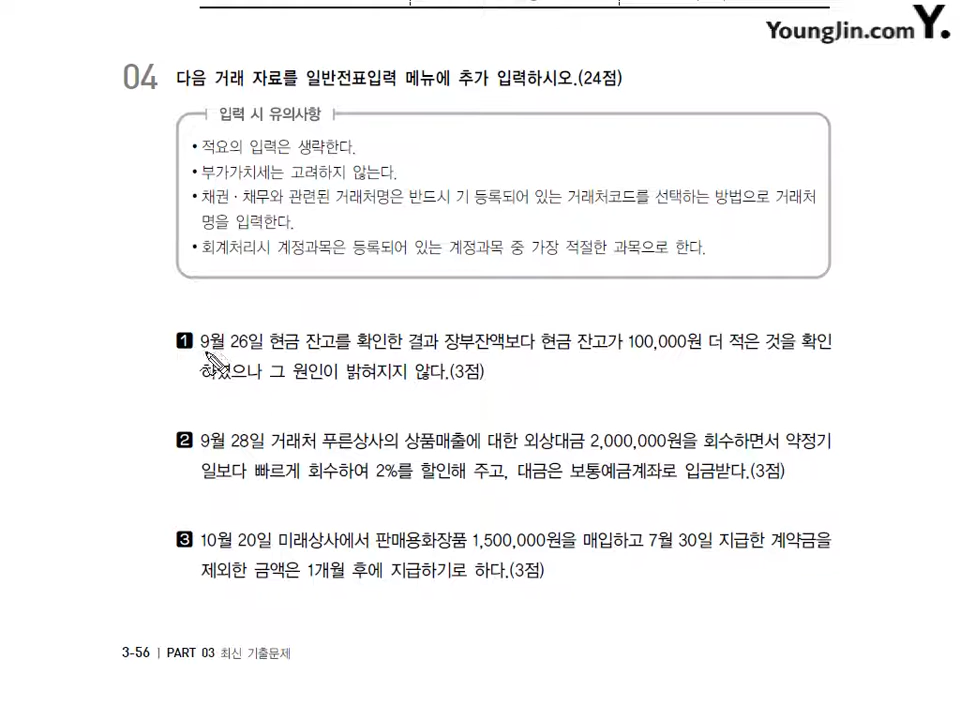 YoungJin.com Y.
04 다음 거래 자료를 일반전표입력 메뉴에 추가 입력하시오.(24점)
입력 시 유의사항
• 적요의 입력은 생략한다.
• 부가가치세는 고려하지 않는다.
• 채권·채무와 관련된 거래처명은 반드시 기 등록되어 있는 거래처코드를 선택하는 방법으로 거래처
명을 입력한다.
• 회계처리시 계정과목은 등록되어 있는 계정과목 중 가장 적절한 과목으로 한다.
1 9월 26일 현금 잔고를 확인한 결과 장부잔액보다 현금 잔고가 100,000원 더 적은 것을 확인
하였으나 그 원인이 밝혀지지 않다.(3점)
2 9월 28일 거래처 푸른상사의 상품매출에 대한 외상대금 2,000,000원을 회수하면서 약정기
일보다 빠르게 회수하여 2%를 할인해 주고, 대금은 보통예금계좌로 입금받다.(3점)
3 10월 20일 미래상사에서 판매용화장품 1,500,000원을 매입하고 7월 30일 지급한 계약금을
제외한 금액은 1개월 후에 지급하기로 하다.(3점)
3-56 | PART 03 최신 기출문제